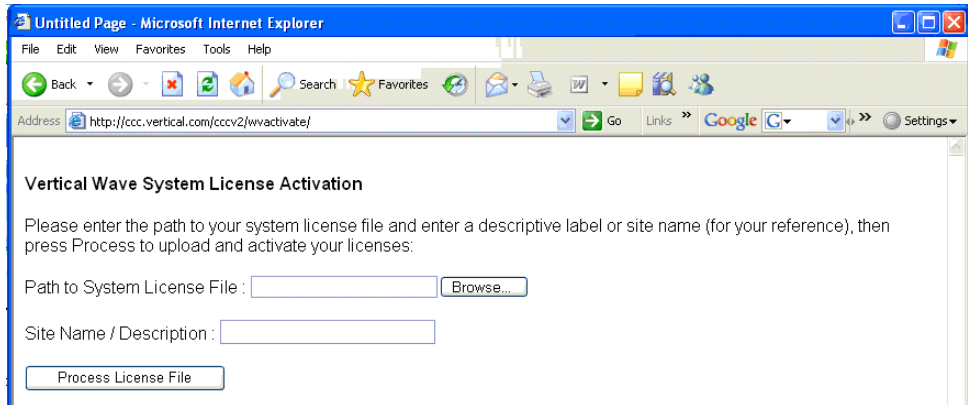 Untitled Page - Microsoft Internet Explorer
File Edit View Favorites Tools Help
Back Search Favorites W
Address http://ccc.vertical.com/cccv2/wvactivate/ Go Links » Google G » Settings
Vertical Wave System License Activation
Please enter the path to your system license file and enter a descriptive label or site name (for your reference), then
press Process to upload and activate your licenses:
Path to System License File : Browse...
Site Name / Description :
Process License File